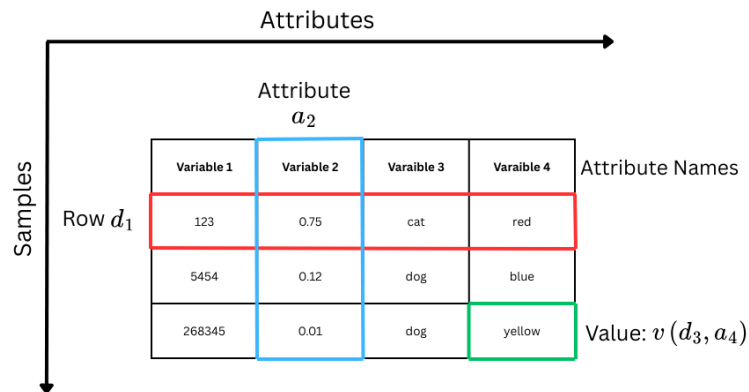 Attributes
Attribute
a₂
Variable 1 Variable 2 Varaible 3 Varaible 4 Attribute Names
Samples
Row d₁ 123 0.75 cat red
5454 0.12 dog blue
268345 0.01 dog yellow Value: v (d₃, a₄)